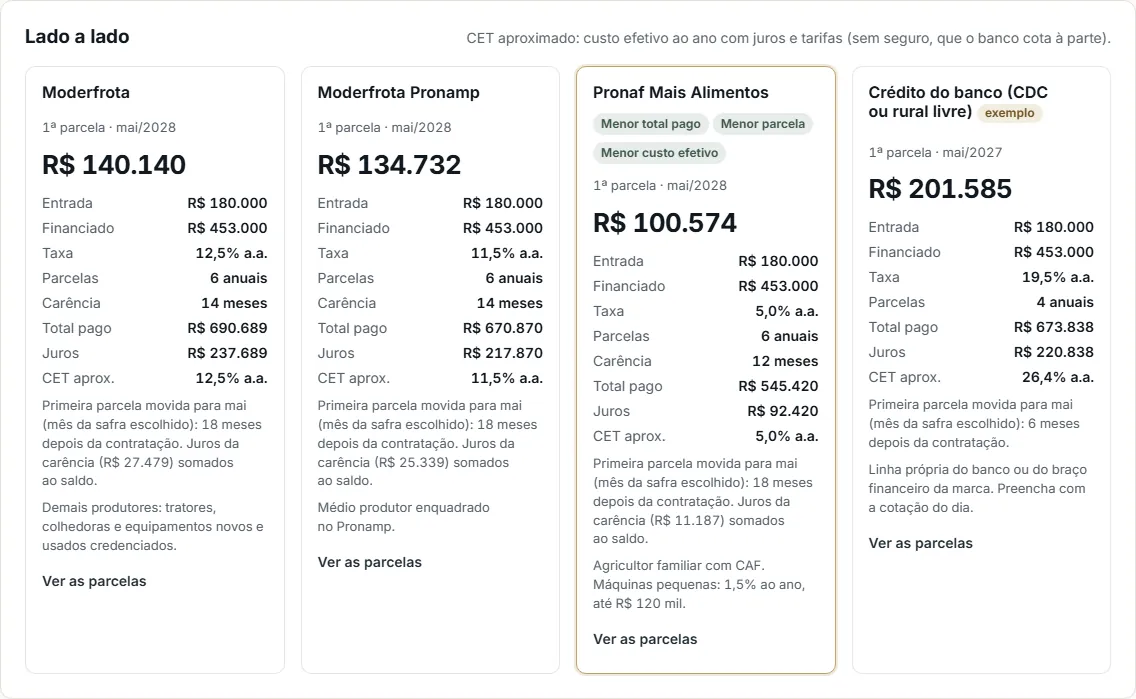 Lado a lado
CET aproximado: custo efetivo ao ano com juros e tarifas (sem seguro, que o banco cota à parte).
Moderfrota
1ª parcela · mai/2028
R$ 140.140
Entrada R$ 180.000
Financiado R$ 453.000
Taxa 12,5% a.a.
Parcelas 6 anuais
Carência 14 meses
Total pago R$ 690.689
Juros R$ 237.689
CET aprox. 12,5% a.a.
Primeira parcela movida para mai
(mês da safra escolhido): 18 meses
depois da contratação. Juros da
carência (R$ 27.479) somados
ao saldo.
Demais produtores: tratores,
colhedoras e equipamentos novos e
usados credenciados.
Ver as parcelas
Moderfrota Pronamp
1ª parcela · mai/2028
R$ 134.732
Entrada R$ 180.000
Financiado R$ 453.000
Taxa 11,5% a.a.
Parcelas 6 anuais
Carência 14 meses
Total pago R$ 670.870
Juros R$ 217.870
CET aprox. 11,5% a.a.
Primeira parcela movida para mai
(mês da safra escolhido): 18 meses
depois da contratação. Juros da
carência (R$ 25.339) somados
ao saldo.
Médio produtor enquadrado
no Pronamp.
Ver as parcelas
Pronaf Mais Alimentos
Menor total pago Menor parcela
Menor custo efetivo
1ª parcela · mai/2028
R$ 100.574
Entrada R$ 180.000
Financiado R$ 453.000
Taxa 5,0% a.a.
Parcelas 6 anuais
Carência 12 meses
Total pago R$ 545.420
Juros R$ 92.420
CET aprox. 5,0% a.a.
Primeira parcela movida para mai
(mês da safra escolhido): 18 meses
depois da contratação. Juros da
carência (R$ 11.187) somados
ao saldo.
Agricultor familiar com CAF.
Máquinas pequenas: 1,5% ao ano,
até R$ 120 mil.
Ver as parcelas
Crédito do banco (CDC
ou rural livre) exemplo
1ª parcela · mai/2027
R$ 201.585
Entrada R$ 180.000
Financiado R$ 453.000
Taxa 19,5% a.a.
Parcelas 4 anuais
Total pago R$ 673.838
Juros R$ 220.838
CET aprox. 26,4% a.a.
Primeira parcela movida para mai
(mês da safra escolhido): 6 meses
depois da contratação.
Linha própria do banco ou do braço
financeiro da marca. Preencha com
a cotação do dia.
Ver as parcelas